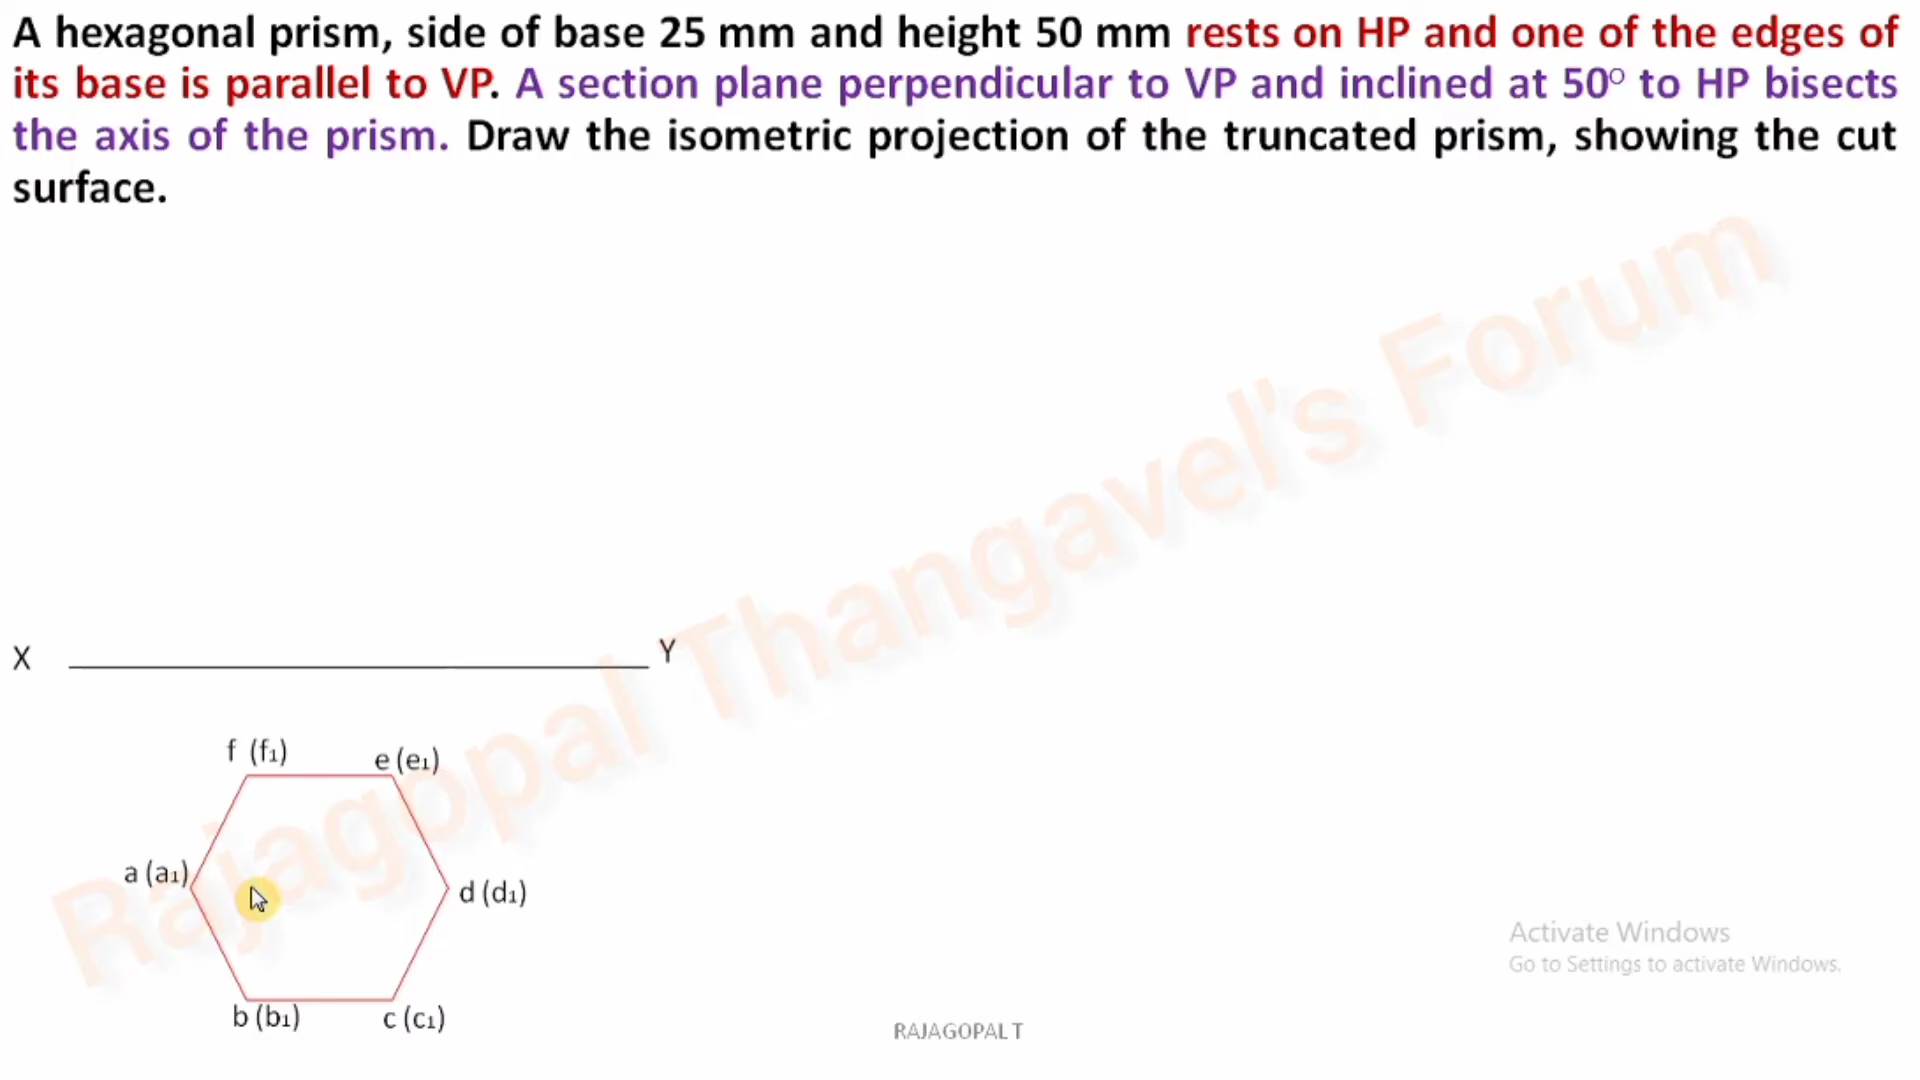 A hexagonal prism, side of base 25 mm and height 50 mm rests on HP and one of the edges of
its base is parallel to VP. A section plane perpendicular to VP and inclined at 50° to HP bisects
the axis of the prism. Draw the isometric projection of the truncated prism, showing the cut
surface.
Rajagopal Thangavel's Forum
X
Y
f (f₁)
e (e₁)
a (a₁)
d (d₁)
b (b₁)
c (c₁)
Activate Windows
Go to Settings to activate Windows.
RAJAGOPAL T